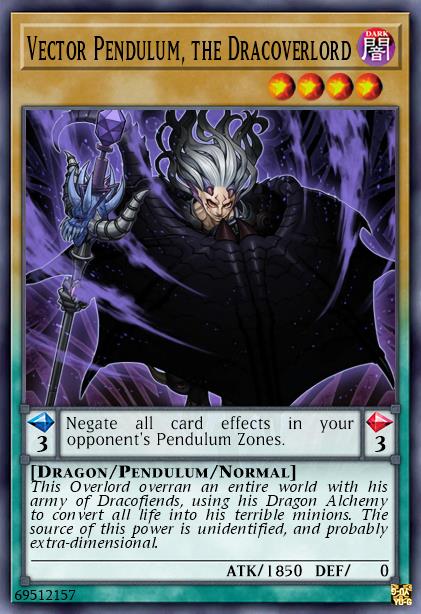 VECTOR PENDULUM, THE DRACOVERLORD
DARK
闇
Negate all card effects in your
opponent's Pendulum Zones.
3
3
[DRAGON/PENDULUM/NORMAL]
This Overlord overran an entire world with his
army of Dracofiends, using his Dragon Alchemy
to convert all life into his terrible minions. The
source of this power is unidentified, and probably
extra-dimensional.
ATK/1850 DEF/ 0
69512157